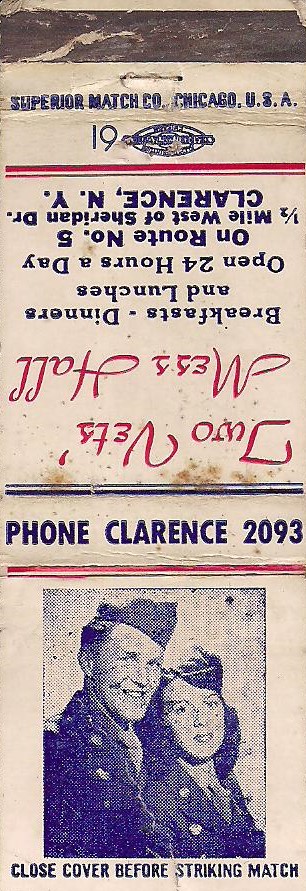 SUPERIOR MATCH CO. CHICAGO, U.S.A.
19
Two Vets'
Mess Hall
Breakfasts - Dinners
and Lunches
Open 24 Hours a Day
On Route No. 5
½ Mile West of Sheridan Dr.
CLARENCE, N. Y.
PHONE CLARENCE 2093
CLOSE COVER BEFORE STRIKING MATCH